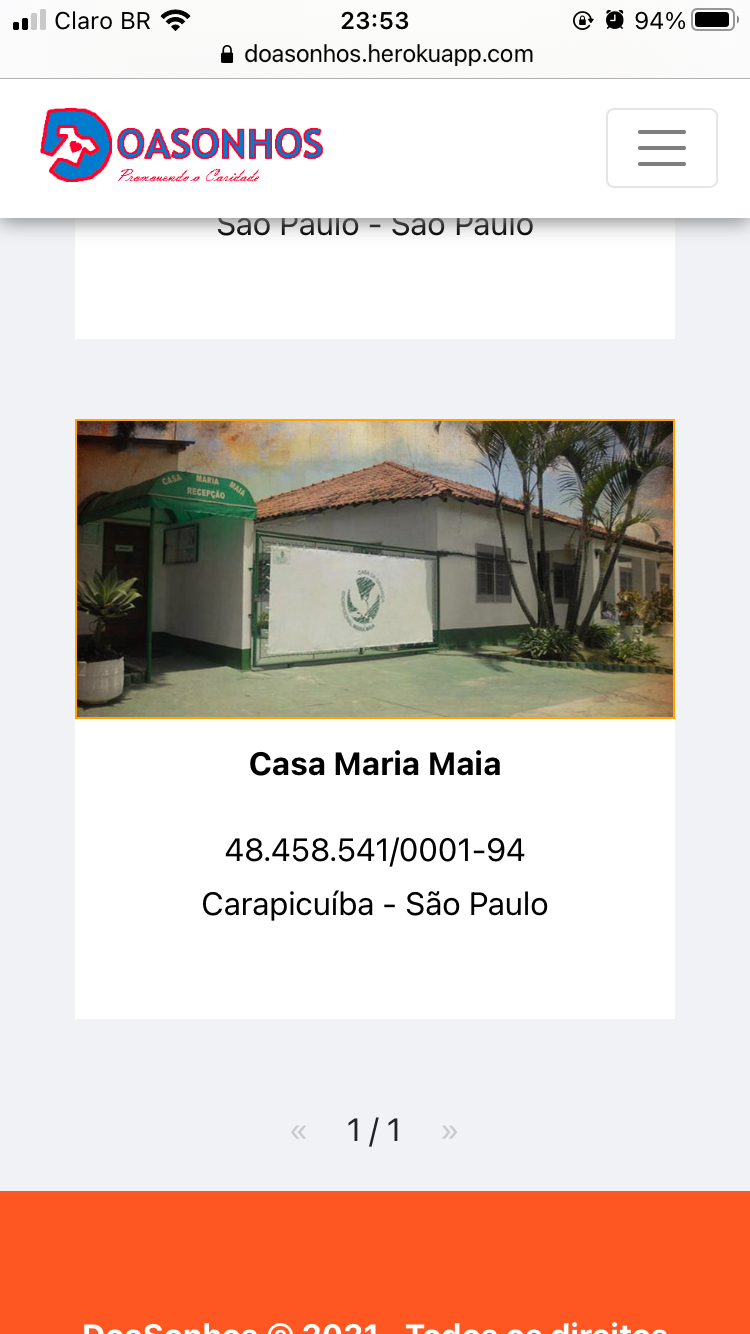 Claro BR 23:53 94%
doasonhos.herokuapp.com
DOASONHOS
Promovendo a Caridade
São Paulo - São Paulo
CASA MARIA MAIA
RECEPÇÃO
Casa Maria Maia
48.458.541/0001-94
Carapicuíba - São Paulo
« 1 / 1 »
DoaSonhos © 2021 . Todos os direitos